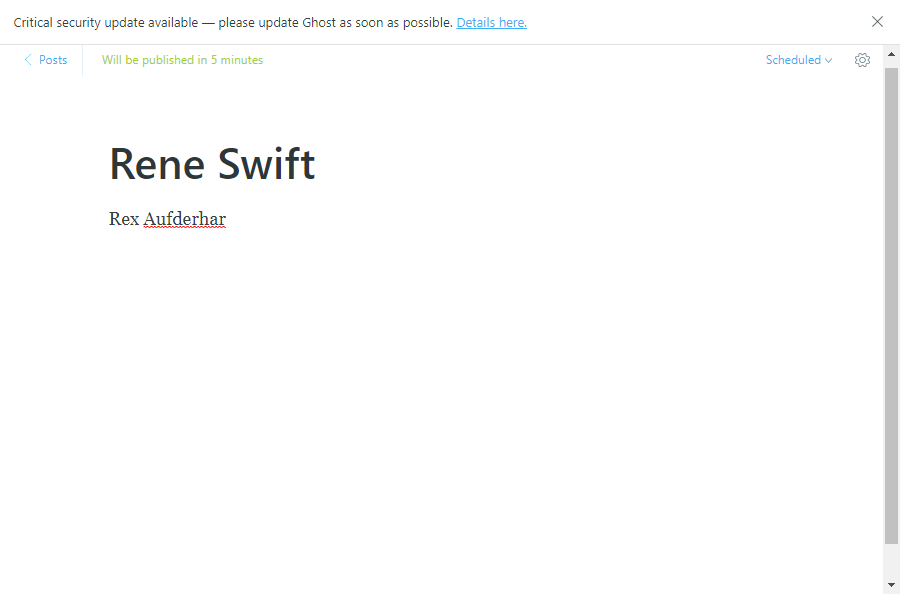 Critical security update available — please update Ghost as soon as possible. Details here.
Posts
Will be published in 5 minutes
Scheduled
Rene Swift
Rex Aufderhar